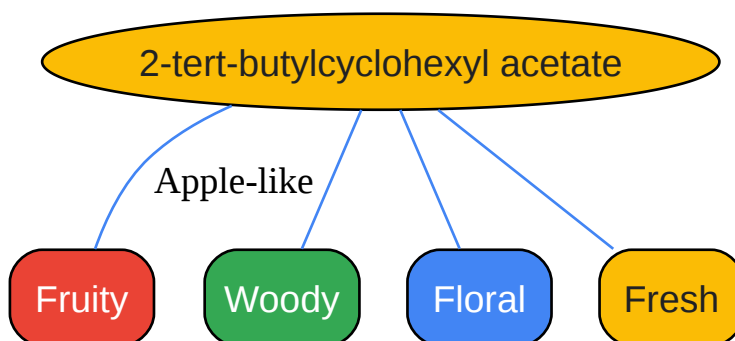 2-tert-butylcyclohexyl acetate
Apple-like
Fruity
Woody
Floral
Fresh